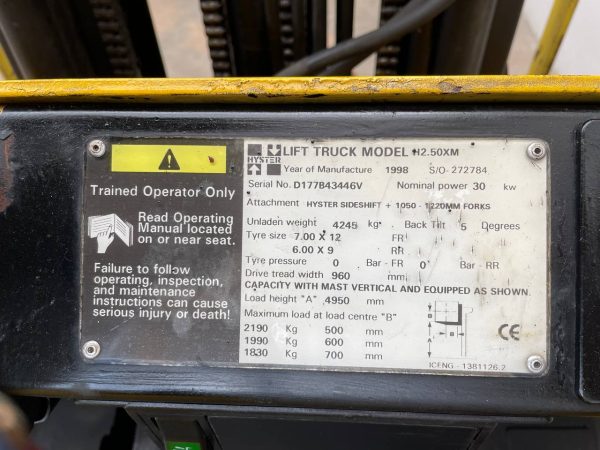 Trained Operator Only
Read Operating
Manual located
on or near seat.
Failure to follow
operating, inspection,
and maintenance
instructions can cause
serious injury or death!
HYSTER
LIFT TRUCK MODEL H2.50XM
Year of Manufacture 1998 S/O- 272784
Serial No. D177B43446V Nominal power 30 kw
Attachment HYSTER SIDESHIFT + 1050 - 1220MM FORKS
Unladen weight 4245 kg Back Tilt 5 Degrees
Tyre size 7.00 X 12 FR
6.00 X 9 RR
Tyre pressure 0 Bar - FR 0 Bar - RR
Drive tread width 960 mm
CAPACITY WITH MAST VERTICAL AND EQUIPPED AS SHOWN.
Load height "A" 4950 mm
Maximum load at load centre "B"
2190 Kg 500 mm
1990 Kg 600 mm
1830 Kg 700 mm
A
B
CE
ICENG - 1381126:2